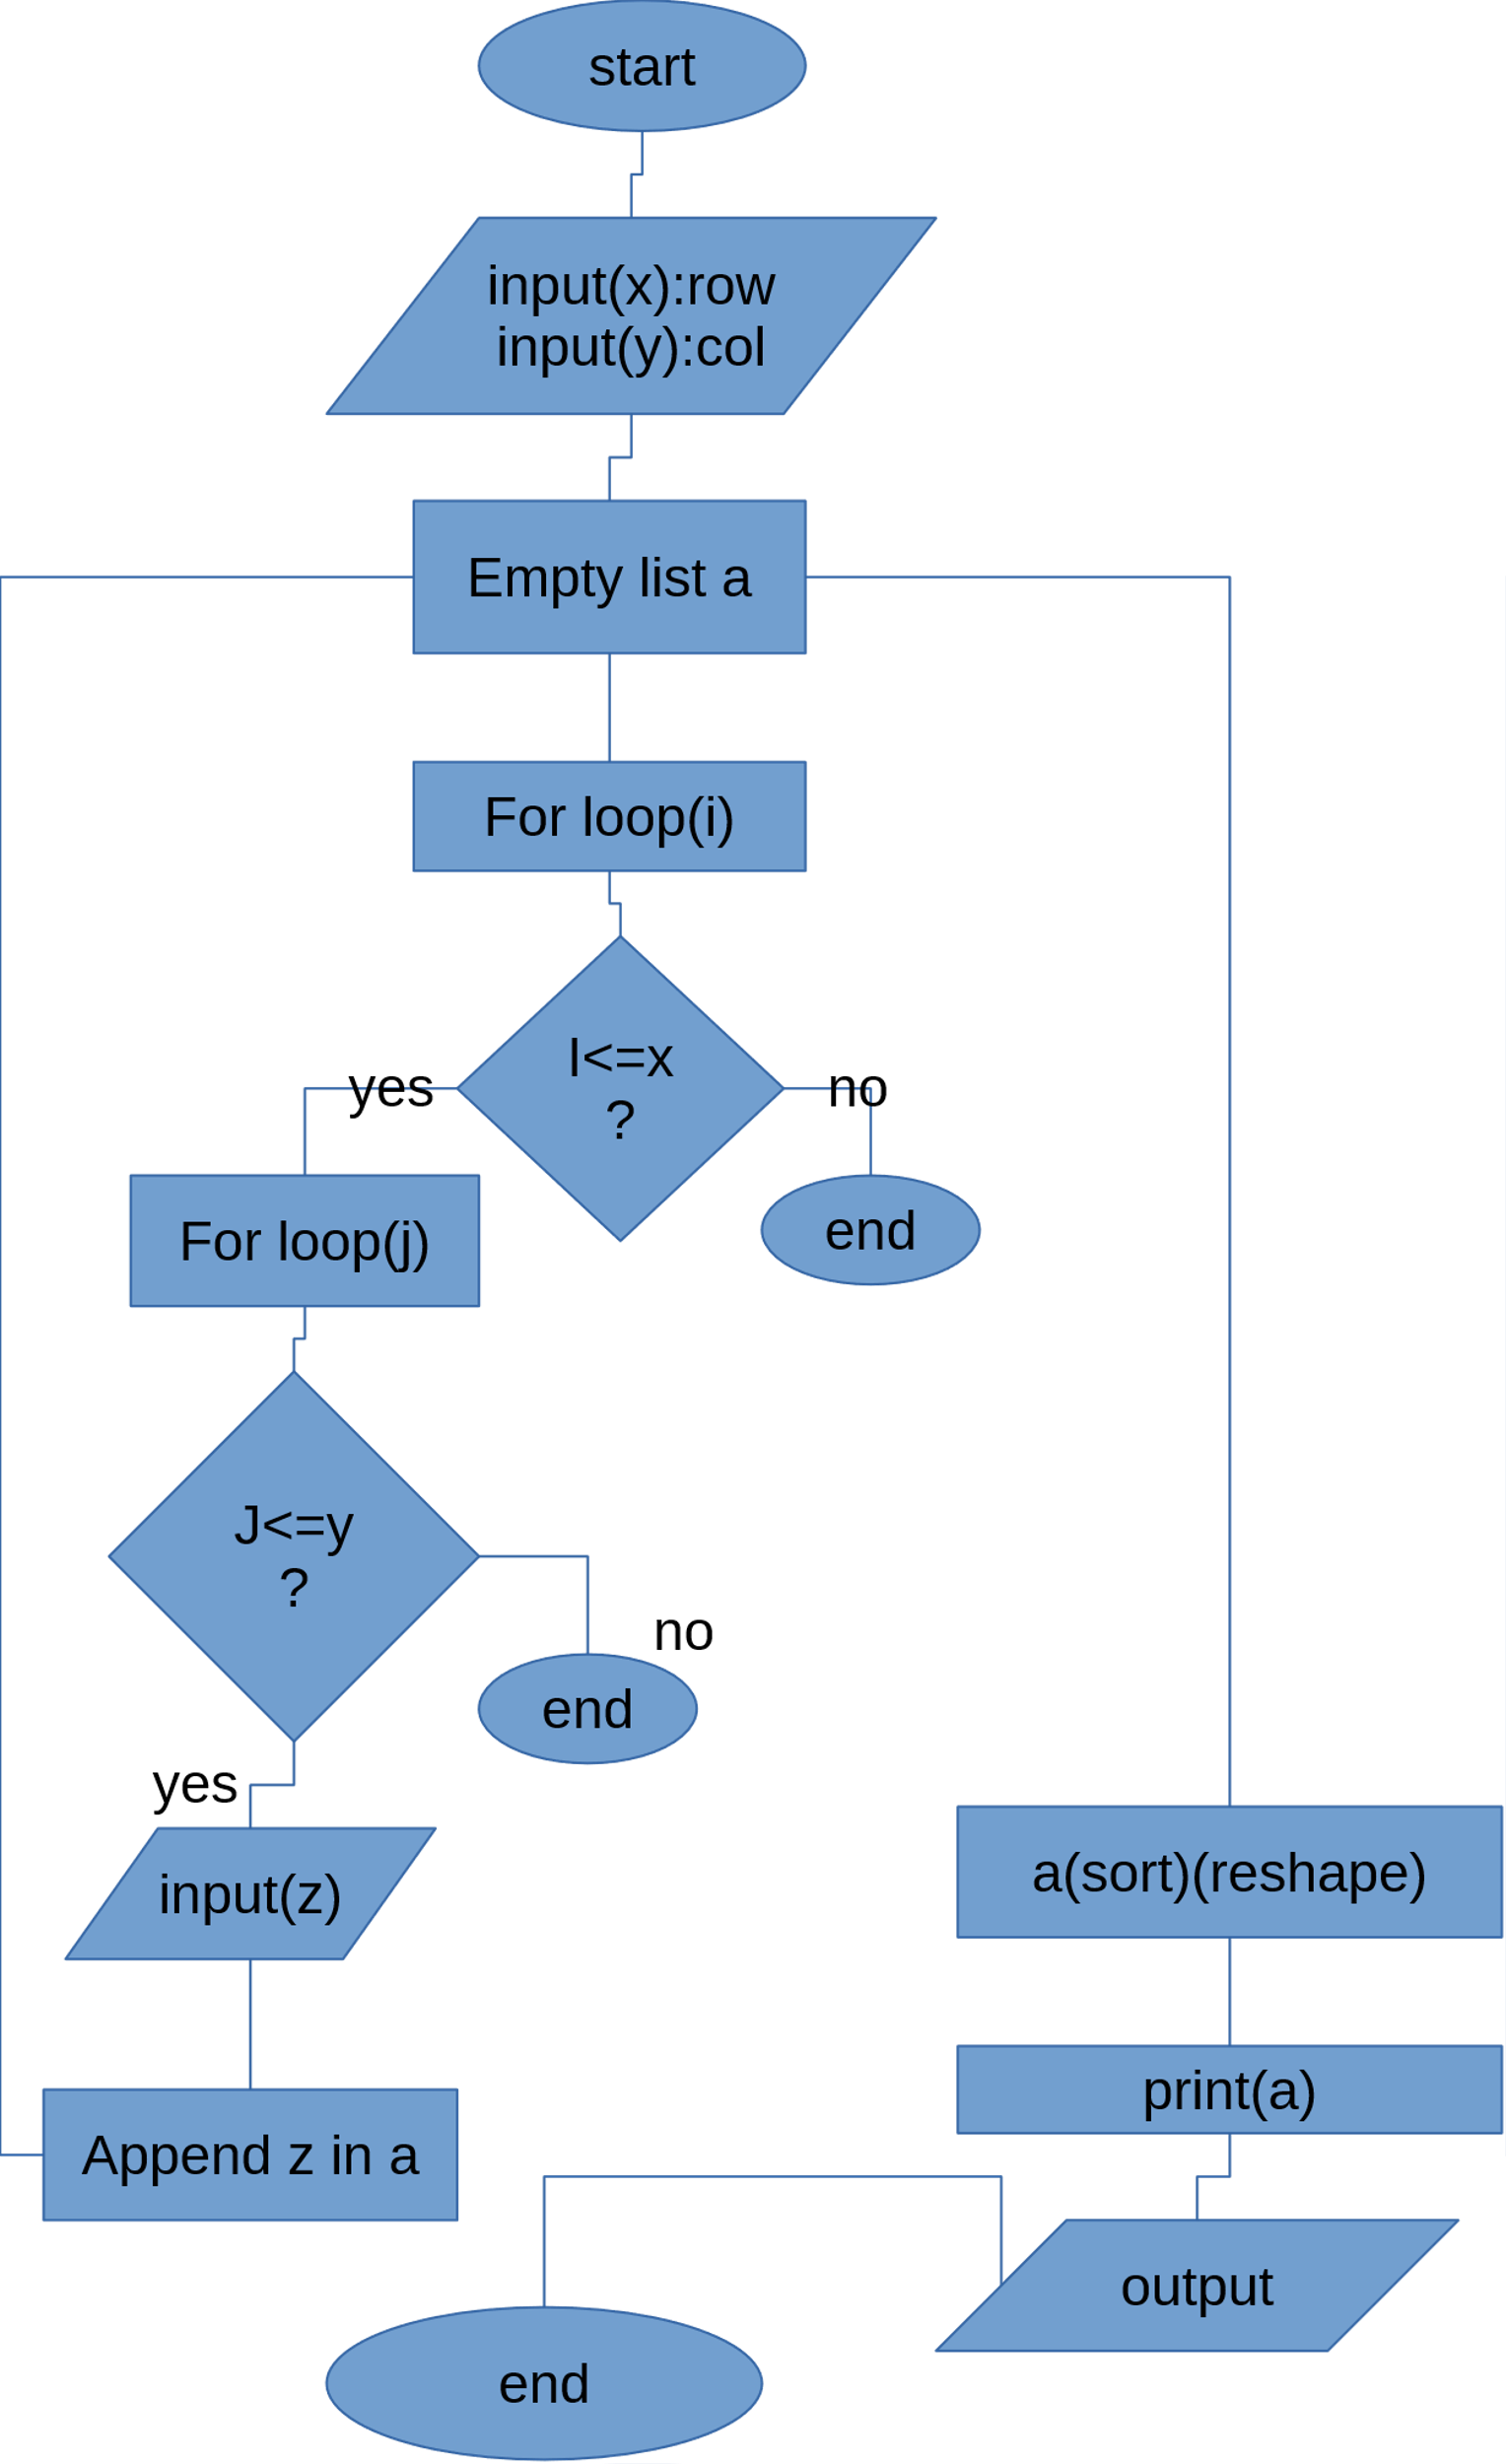 start
input(x):row
input(y):col
Empty list a
For loop(i)
I<=x
?
yes
no
For loop(j)
end
J<=y
?
no
end
yes
input(z)
a(sort)(reshape)
print(a)
Append z in a
output
end